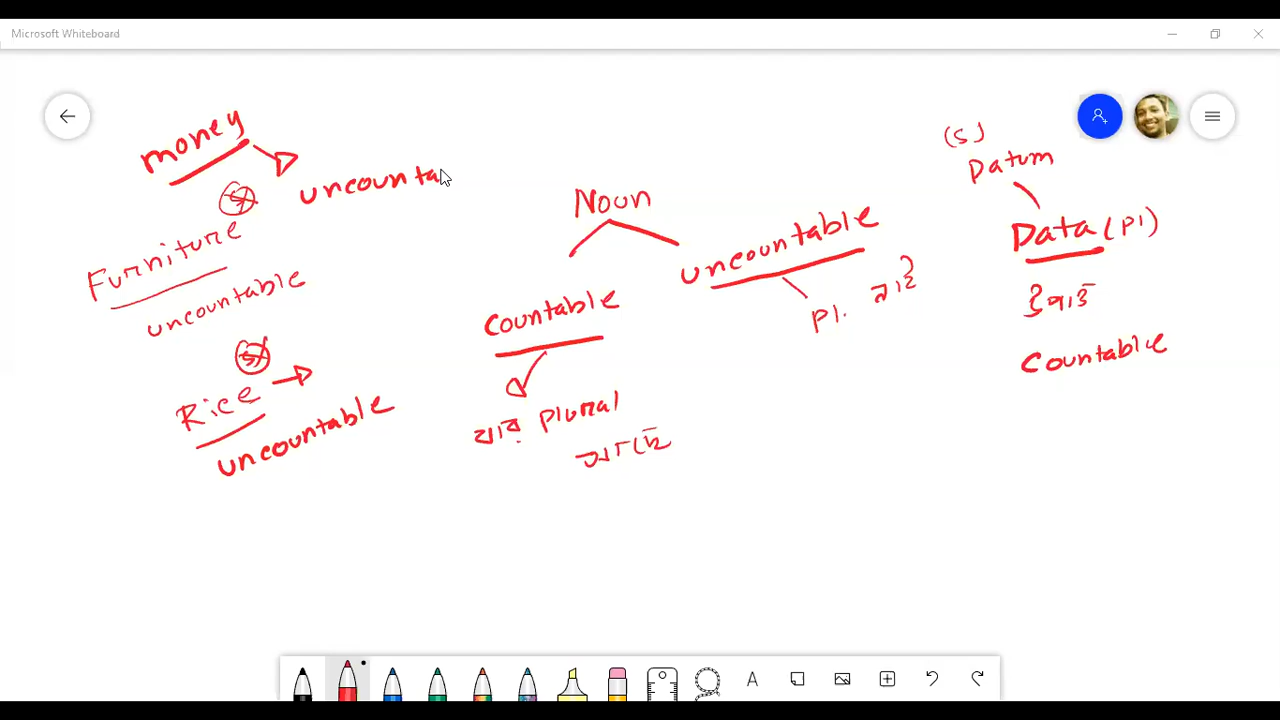 Microsoft Whiteboard
money
uncounta
Furniture
uncountable
Rice
uncountable
Noun
Countable
যার plural
আছে
uncountable
Pl. নাই
(S)
Datum
Data (Pl)
Countable
A